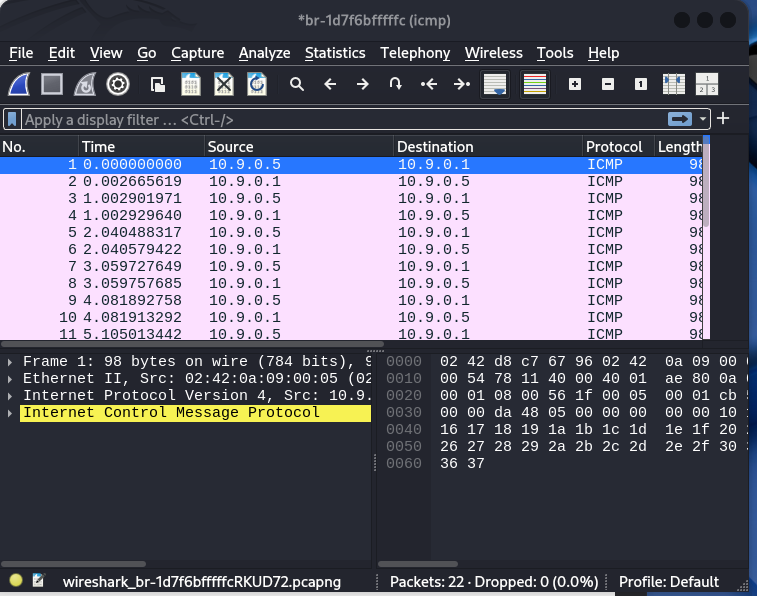 *br-1d7f6bfffffc (icmp)
File Edit View Go Capture Analyze Statistics Telephony Wireless Tools Help
Apply a display filter … <Ctrl-/>
No. Time Source Destination Protocol Length
1 0.000000000 10.9.0.5 10.9.0.1 ICMP 98
2 0.002665619 10.9.0.1 10.9.0.5 ICMP 98
3 1.002901971 10.9.0.5 10.9.0.1 ICMP 98
4 1.002929640 10.9.0.1 10.9.0.5 ICMP 98
5 2.040488317 10.9.0.5 10.9.0.1 ICMP 98
6 2.040579422 10.9.0.1 10.9.0.5 ICMP 98
7 3.059727649 10.9.0.5 10.9.0.1 ICMP 98
8 3.059757685 10.9.0.1 10.9.0.5 ICMP 98
9 4.081892758 10.9.0.5 10.9.0.1 ICMP 98
10 4.081913292 10.9.0.1 10.9.0.5 ICMP 98
11 5.105013442 10.9.0.5 10.9.0.1 ICMP 98
Frame 1: 98 bytes on wire (784 bits), 9
Ethernet II, Src: 02:42:0a:09:00:05 (02
Internet Protocol Version 4, Src: 10.9.
Internet Control Message Protocol
0000 02 42 d8 c7 67 96 02 42 0a 09 00
0010 00 54 78 11 40 00 40 01 ae 80 0a
0020 00 01 08 00 56 1f 00 05 00 01 cb
0030 00 00 da 48 05 00 00 00 00 00 10
0040 16 17 18 19 1a 1b 1c 1d 1e 1f 20
0050 26 27 28 29 2a 2b 2c 2d 2e 2f 30
0060 36 37
wireshark_br-1d7f6bfffffcRKUD72.pcapng Packets: 22 · Dropped: 0 (0.0%) Profile: Default